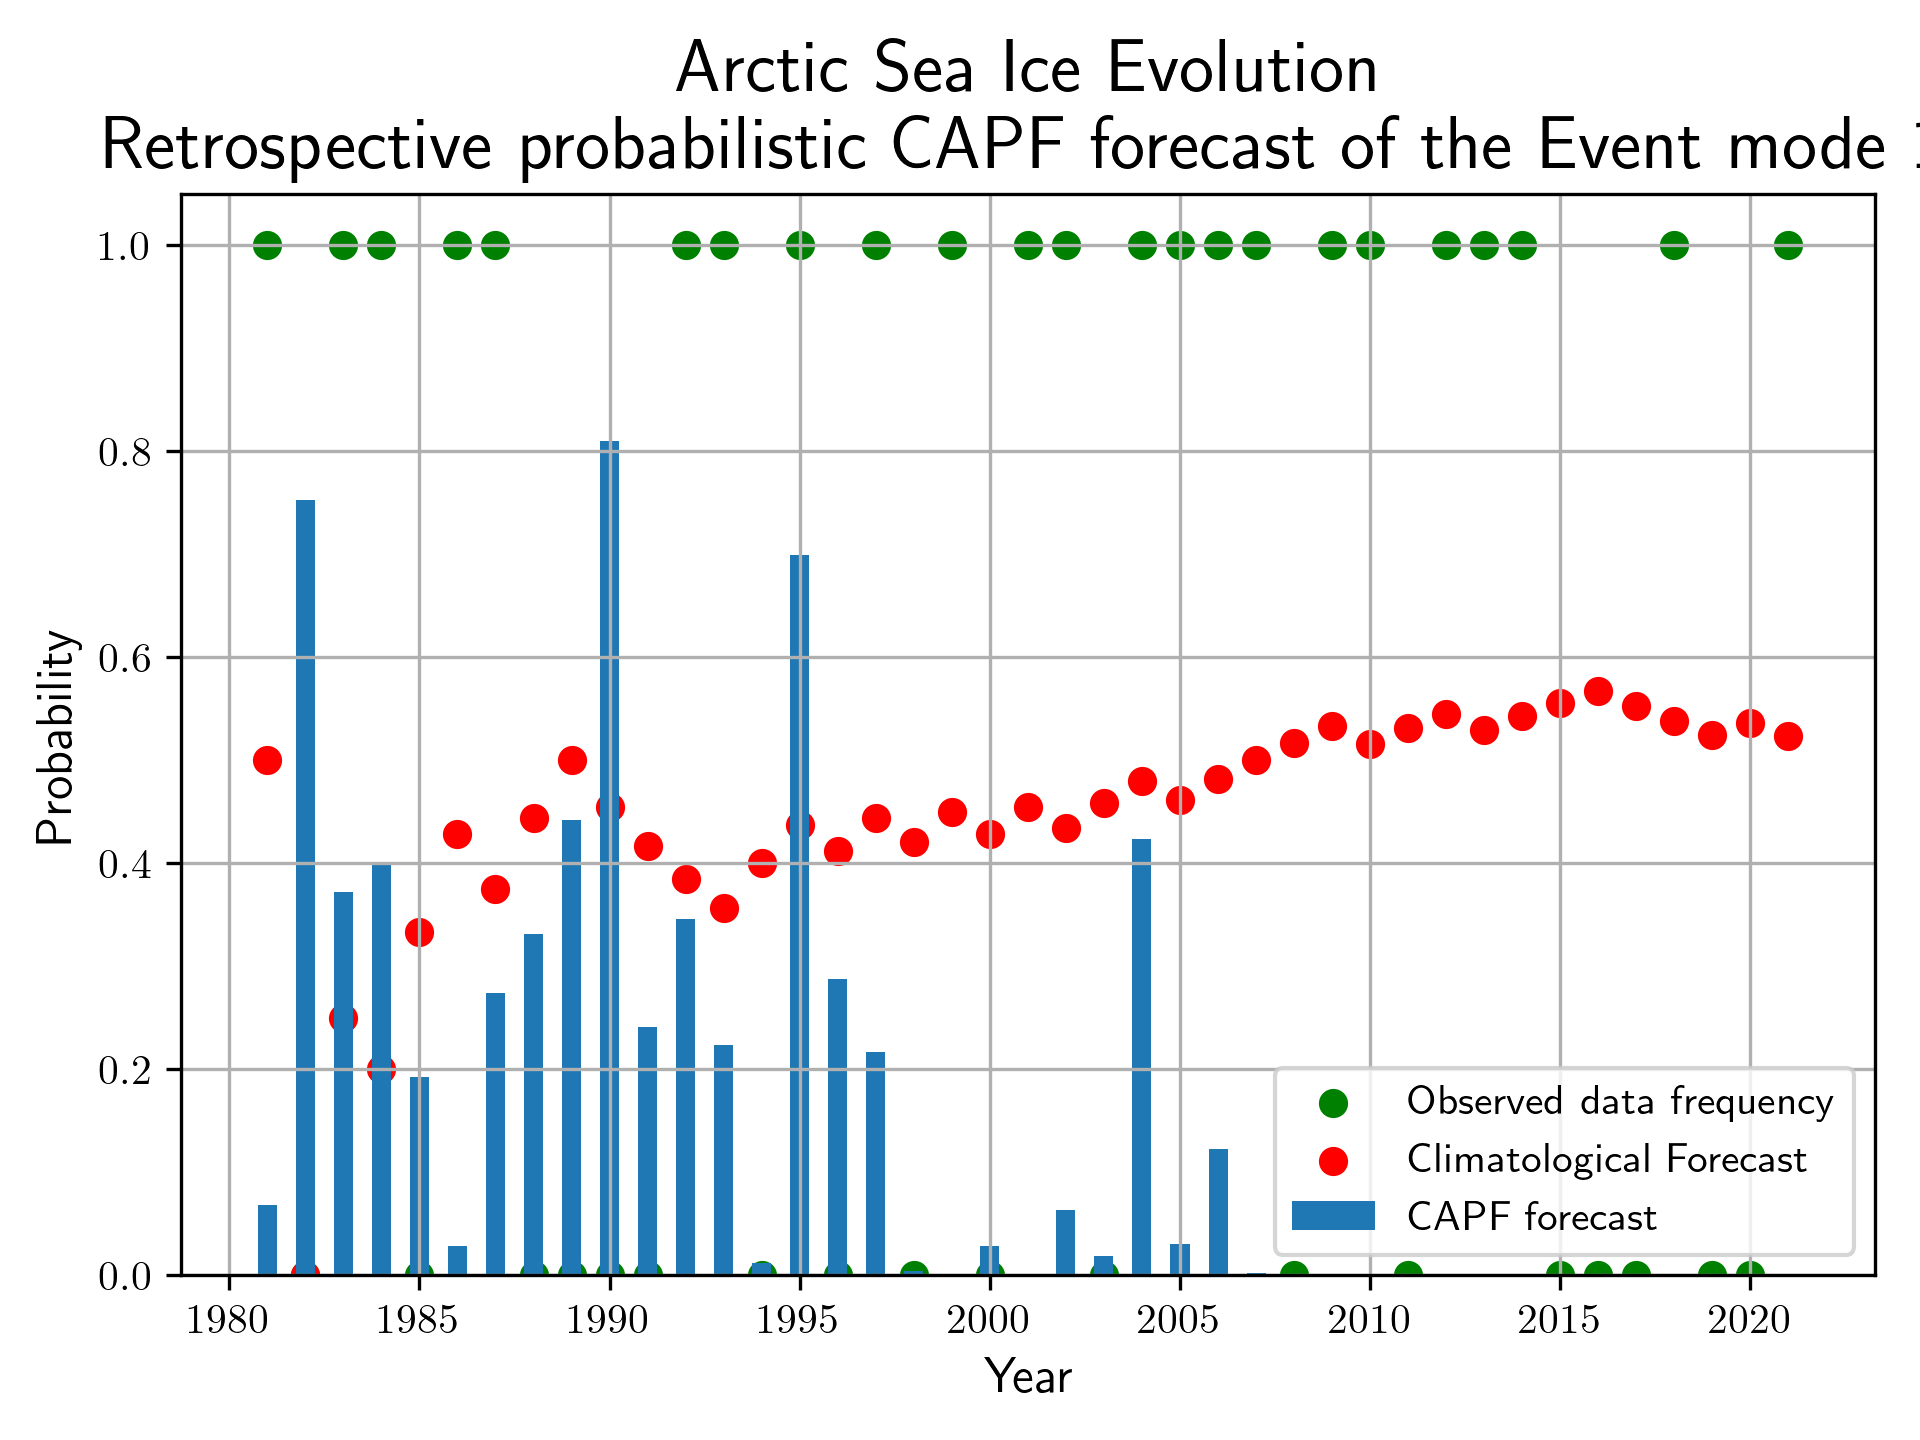 Arctic Sea Ice Evolution
Retrospective probabilistic CAPF forecast of the Event mode
1.0
0.8
0.6
0.4
0.2
0.0
Probability
1980 1985 1990 1995 2000 2005 2010 2015 2020
Year
Observed data frequency
Climatological Forecast
CAPF forecast